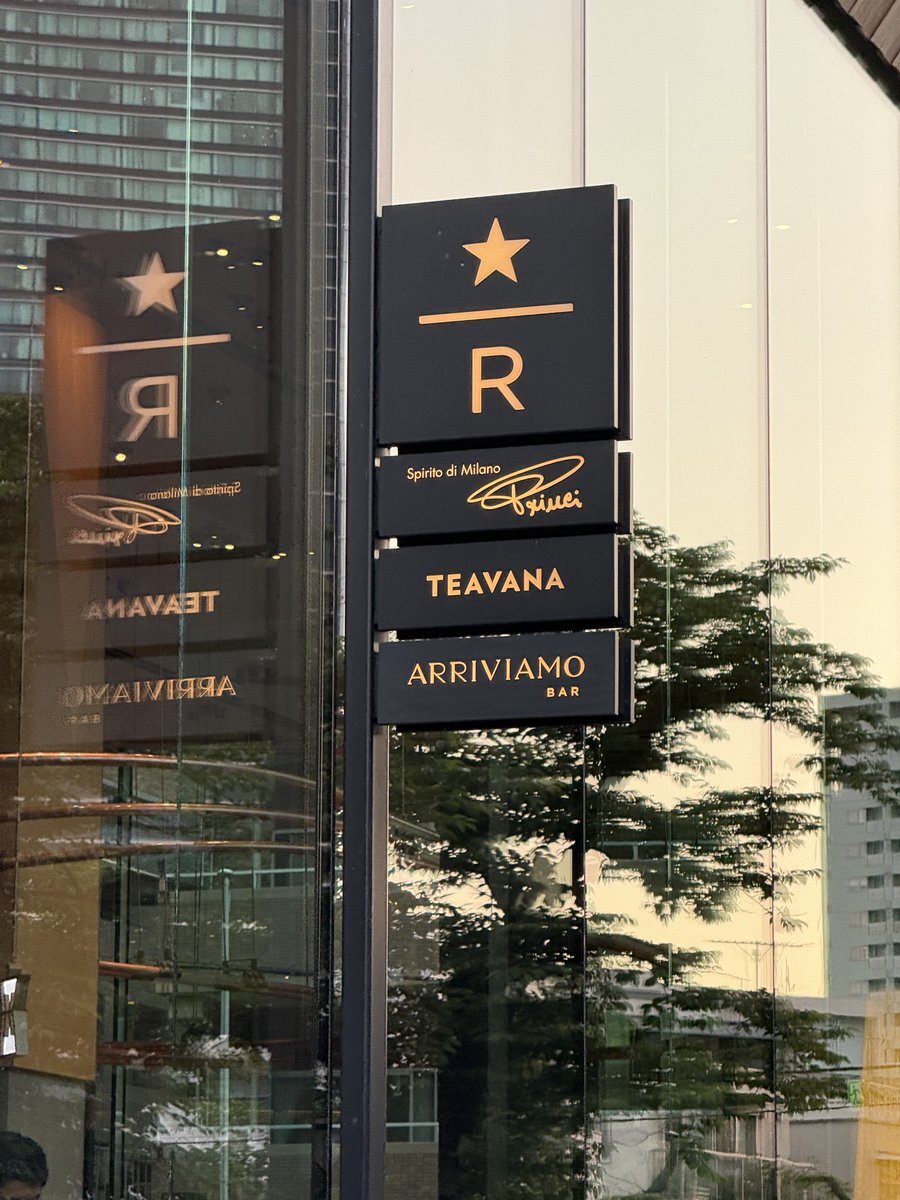 R
Spirito di Milano
Princi
TEAVANA
ARRIVIAMO
BAR